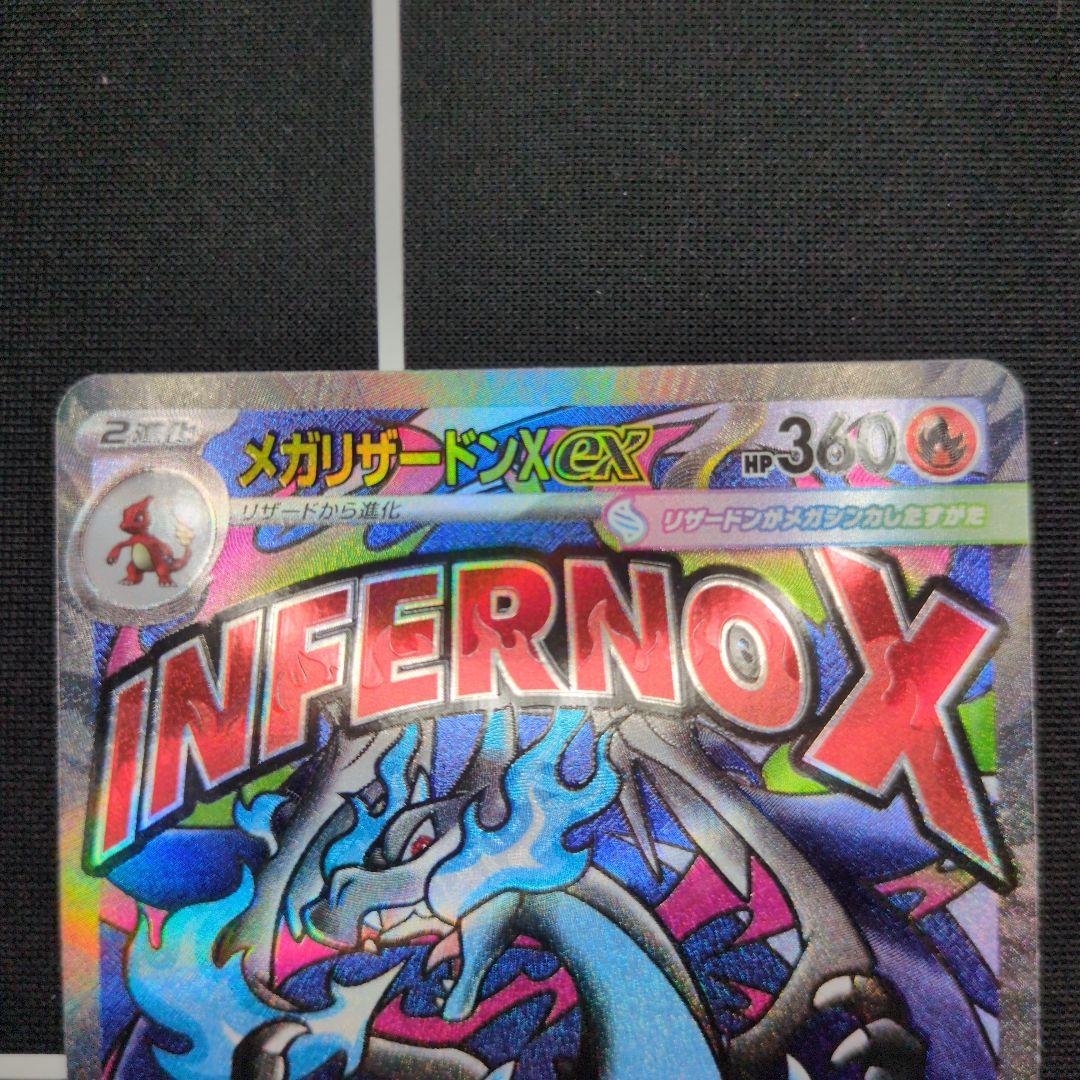 2進化
メガリザードンXex
HP360
リザードから進化
リザードンがメガシンカしたすがた
INFERNO X